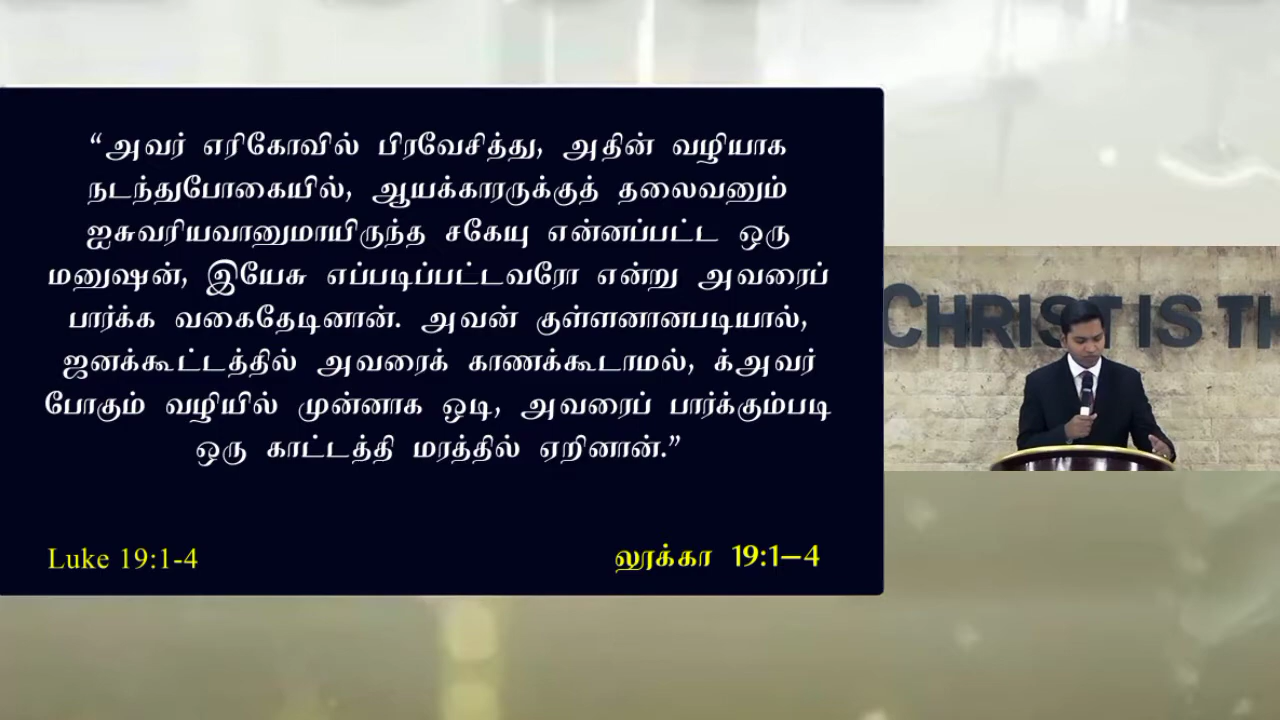 “அவர் எரிகோவில் பிரவேசித்து, அதின் வழியாக
நடந்துபோகையில், ஆயக்காரருக்குத் தலைவனும்
ஐசுவரியவானுமாயிருந்த சகேயு என்னப்பட்ட ஒரு
மனுஷன், இயேசு எப்படிப்பட்டவரோ என்று அவரைப்
பார்க்க வகைதேடினான். அவன் குள்ளனானபடியால்,
ஜனக்கூட்டத்தில் அவரைக் காணக்கூடாமல், க்அவர்
போகும் வழியில் முன்னாக ஒடி, அவரைப் பார்க்கும்படி
ஒரு காட்டத்தி மரத்தில் ஏறினான்.”
Luke 19:1-4
லூக்கா 19:1–4
CHRIST IS TH